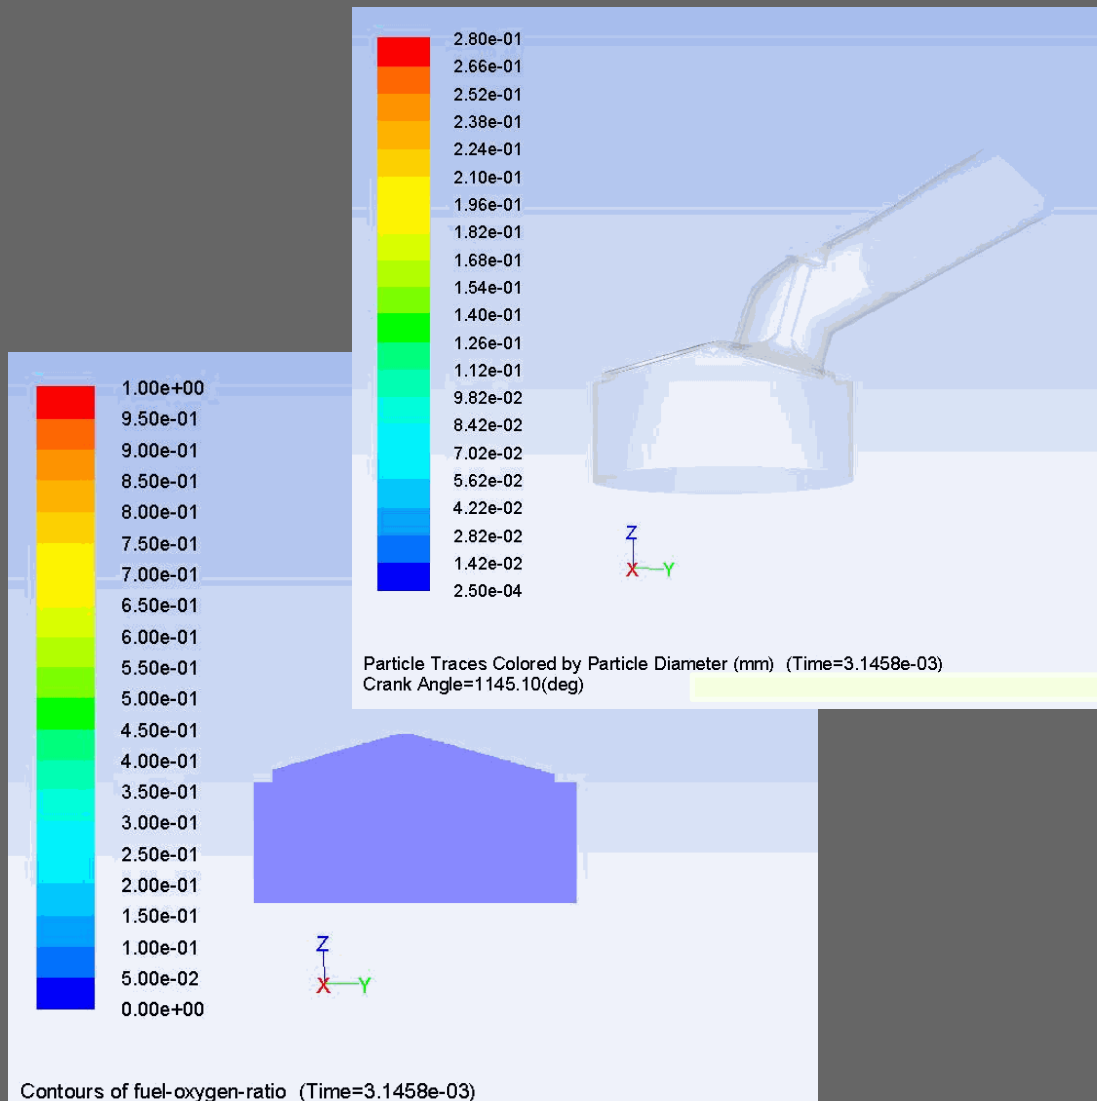 2.80e-01
2.66e-01
2.52e-01
2.38e-01
2.24e-01
2.10e-01
1.96e-01
1.82e-01
1.68e-01
1.54e-01
1.40e-01
1.26e-01
1.12e-01
9.82e-02
8.42e-02
7.02e-02
5.62e-02
4.22e-02
2.82e-02
1.42e-02
2.50e-04
Z
X Y
Particle Traces Colored by Particle Diameter (mm) (Time=3.1458e-03)
Crank Angle=1145.10(deg)
1.00e+00
9.50e-01
9.00e-01
8.50e-01
8.00e-01
7.50e-01
7.00e-01
6.50e-01
6.00e-01
5.50e-01
5.00e-01
4.50e-01
4.00e-01
3.50e-01
3.00e-01
2.50e-01
2.00e-01
1.50e-01
1.00e-01
5.00e-02
0.00e+00
Z
X Y
Contours of fuel-oxygen-ratio (Time=3.1458e-03)